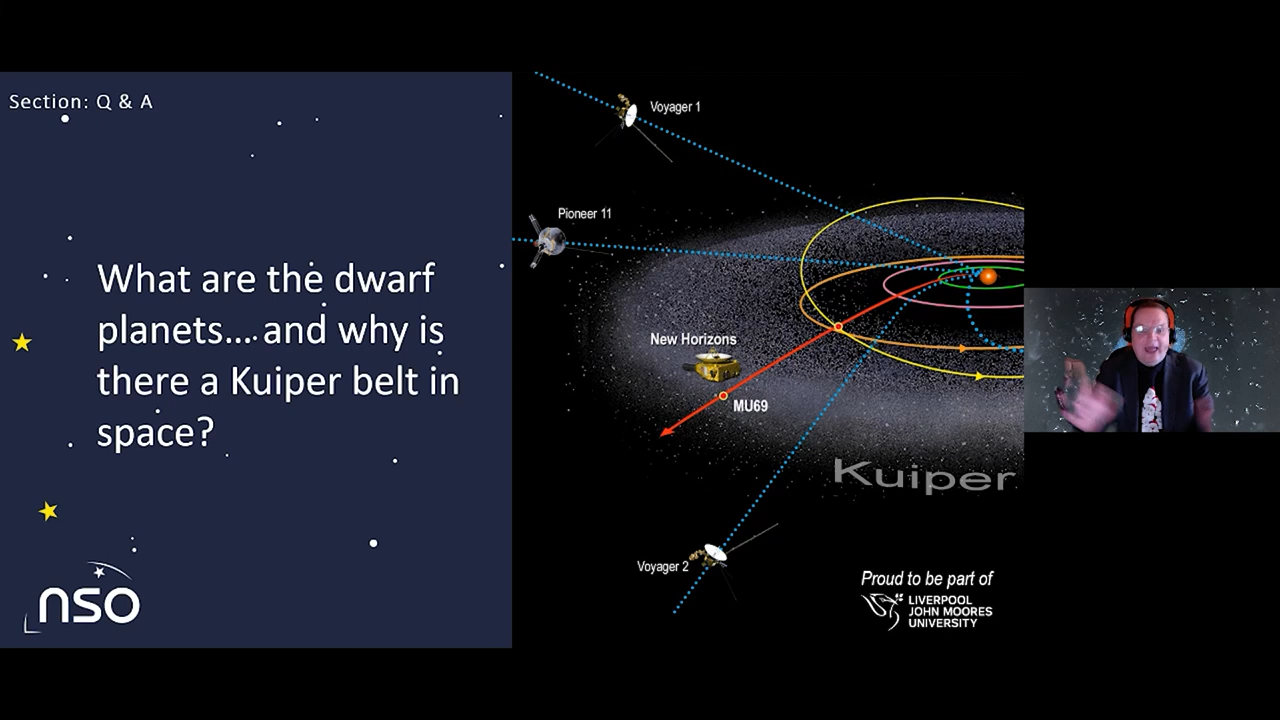 Section: Q & A
What are the dwarf
planets….and why is
there a Kuiper belt in
space?
nso
Voyager 1
Pioneer 11
New Horizons
MU69
Kuiper
Voyager 2
Proud to be part of
LIVERPOOL
JOHN MOORES
UNIVERSITY